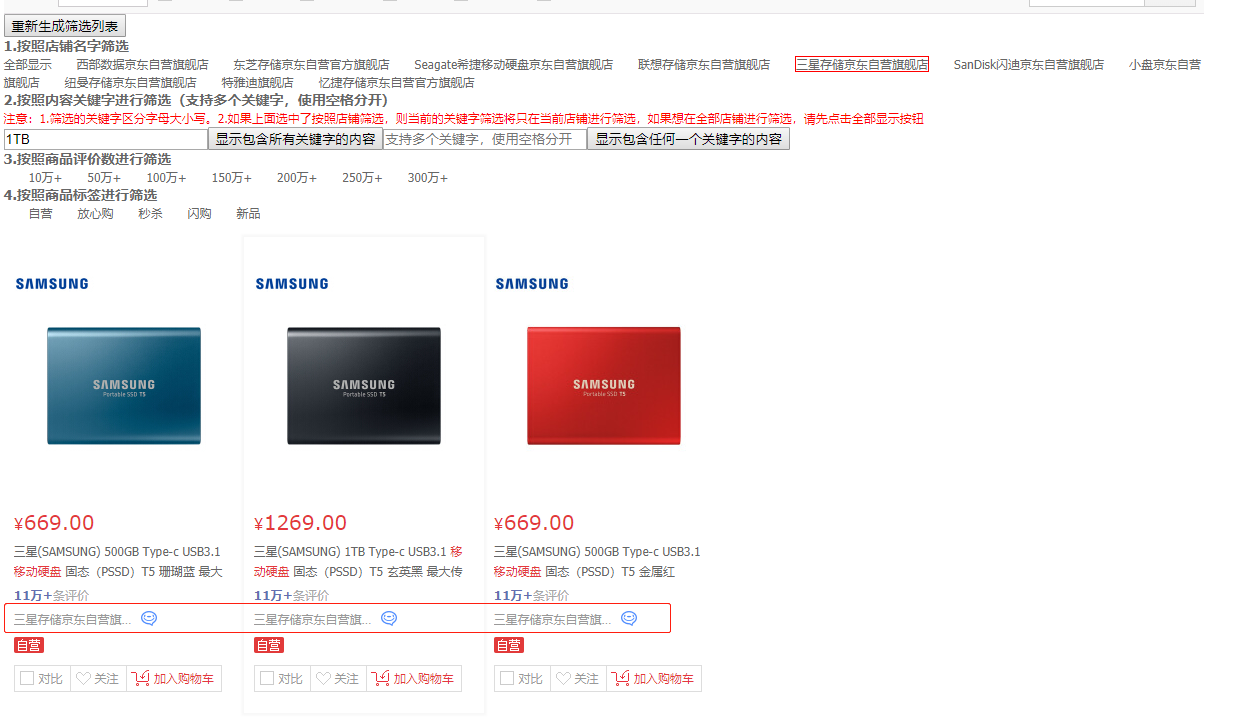 重新生成筛选列表
1.按照店铺名字筛选
全部显示 西部数据京东自营旗舰店 东芝存储京东自营官方旗舰店 Seagate希捷移动硬盘京东自营旗舰店 联想存储京东自营旗舰店 三星存储京东自营旗舰店 SanDisk闪迪京东自营旗舰店 小盘京东自营
旗舰店 纽曼存储京东自营旗舰店 特雅迪旗舰店 忆捷存储京东自营官方旗舰店
2.按照内容关键字进行筛选（支持多个关键字，使用空格分开）
注意：1.筛选的关键字区分字母大小写。2.如果上面选中了按照店铺筛选，则当前的关键字筛选将只在当前店铺进行筛选，如果想在全部店铺进行筛选，请先点击全部显示按钮
1TB 显示包含所有关键字的内容 支持多个关键字，使用空格分开 显示包含任何一个关键字的内容
3.按照商品评价数进行筛选
10万+ 50万+ 100万+ 150万+ 200万+ 250万+ 300万+
4.按照商品标签进行筛选
自营 放心购 秒杀 闪购 新品
SAMSUNG SAMSUNG SAMSUNG
SAMSUNG SAMSUNG SAMSUNG
Portable SSD T5 Portable SSD T5 Portable SSD T5
¥669.00 ¥1269.00 ¥669.00
三星(SAMSUNG) 500GB Type-c USB3.1 三星(SAMSUNG) 1TB Type-c USB3.1 移 三星(SAMSUNG) 500GB Type-c USB3.1
移动硬盘 固态（PSSD）T5 珊瑚蓝 最大 动硬盘 固态（PSSD）T5 玄英黑 最大传 移动硬盘 固态（PSSD）T5 金属红
11万+条评价 11万+条评价 11万+条评价
三星存储京东自营旗... 三星存储京东自营旗... 三星存储京东自营旗...
自营 自营 自营
对比 关注 加入购物车 对比 关注 加入购物车 对比 关注 加入购物车